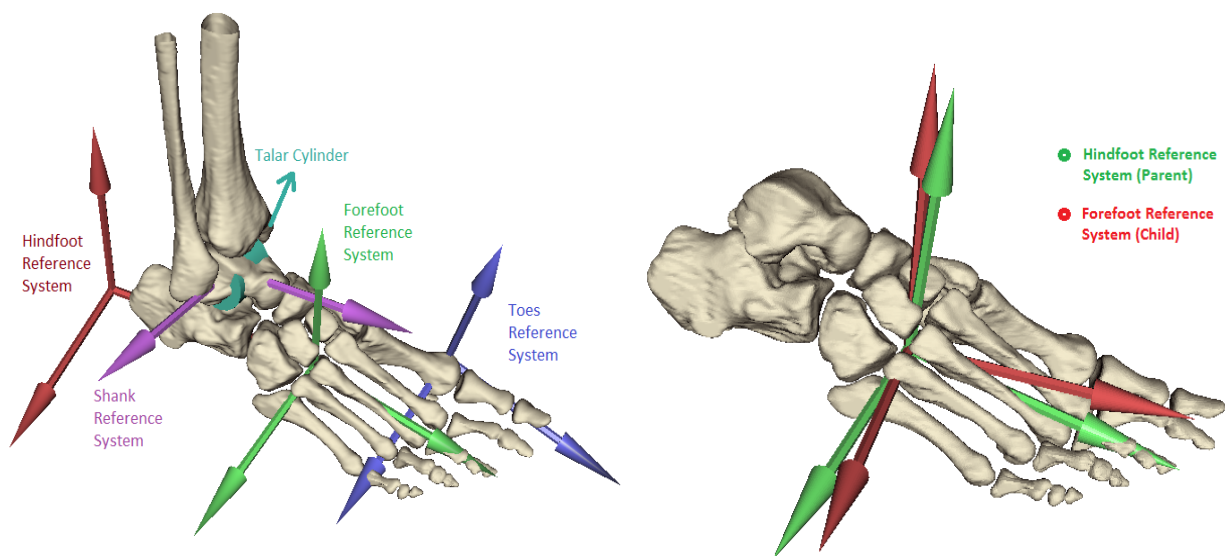 Talar Cylinder
Forefoot
Reference
System
Hindfoot
Reference
System
Toes
Reference
System
Shank
Reference
System
Hindfoot Reference
System (Parent)
Forefoot Reference
System (Child)